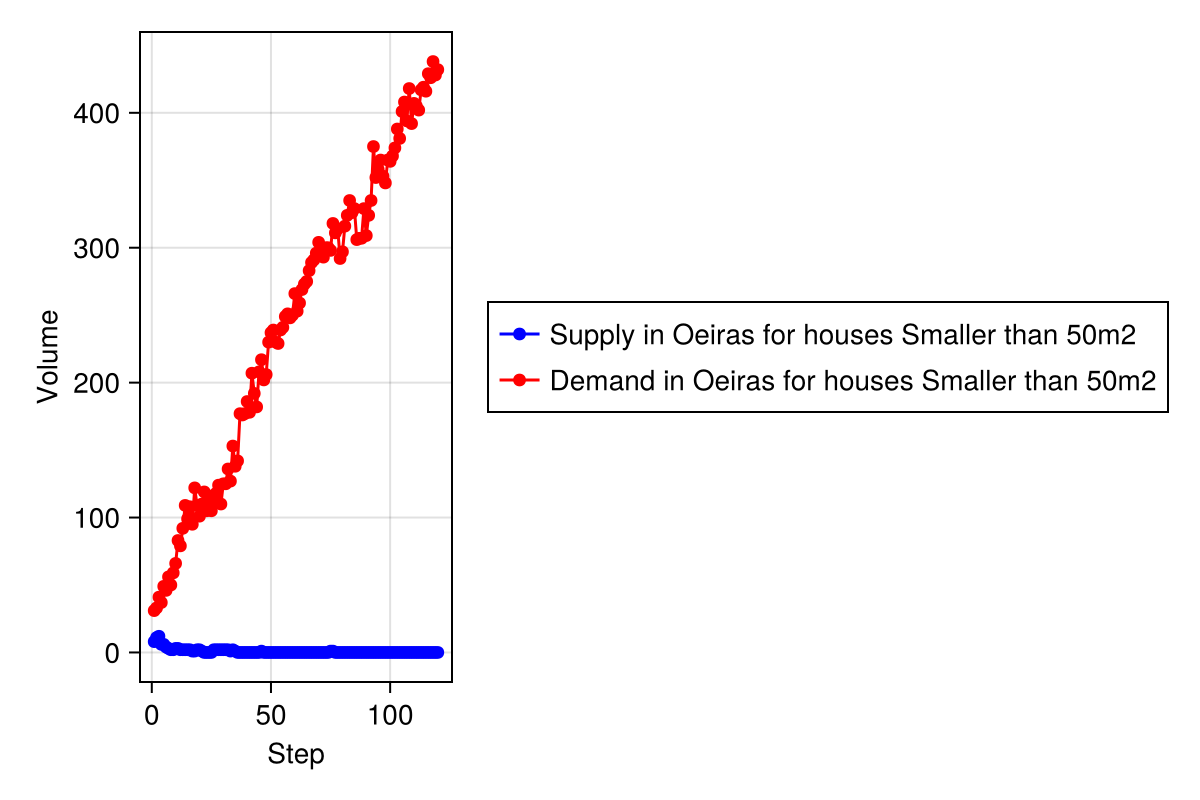 400
300
200
100
0
Volume
0 50 100
Step
Supply in Oeiras for houses Smaller than 50m2
Demand in Oeiras for houses Smaller than 50m2